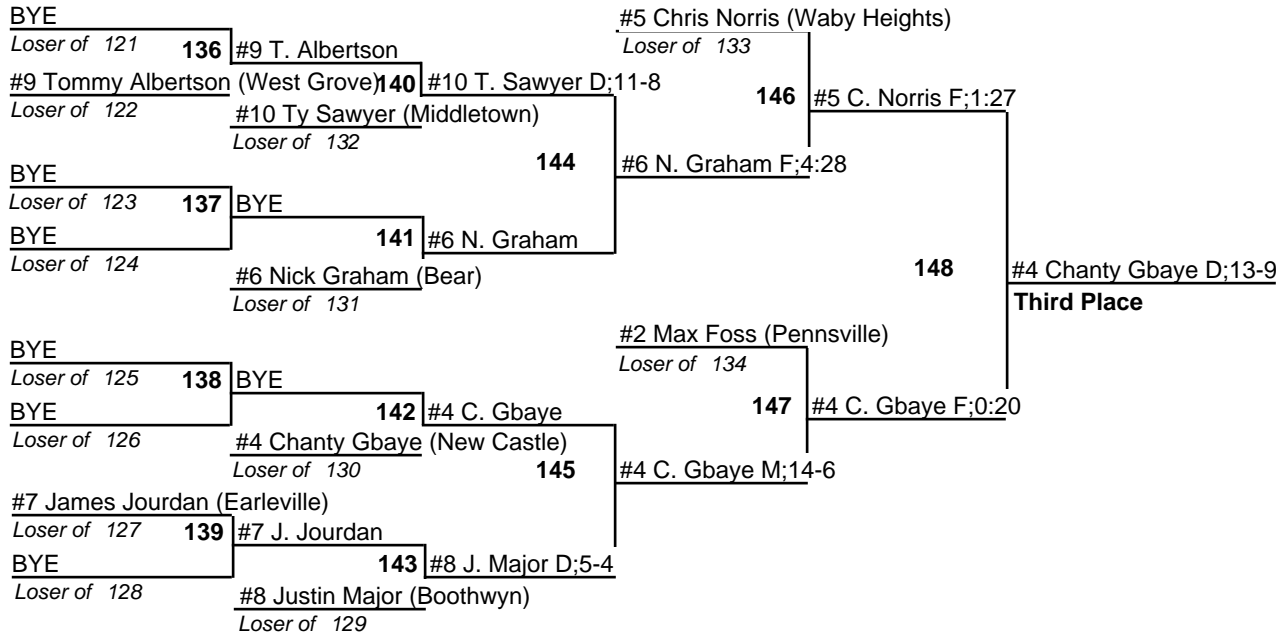 BYE
Loser of 121
136
#9 T. Albertson
#9 Tommy Albertson (West Grove)
Loser of 122
140
#10 T. Sawyer D;11-8
#10 Ty Sawyer (Middletown)
Loser of 132
144
BYE
Loser of 123
137
BYE
BYE
Loser of 124
141
#6 N. Graham
#6 Nick Graham (Bear)
Loser of 131
#6 N. Graham F;4:28
#5 Chris Norris (Waby Heights)
Loser of 133
146
#5 C. Norris F;1:27
148
#4 Chanty Gbaye D;13-9
Third Place
BYE
Loser of 125
138
BYE
BYE
Loser of 126
142
#4 C. Gbaye
#4 Chanty Gbaye (New Castle)
Loser of 130
145
#4 C. Gbaye M;14-6
#7 James Jourdan (Earleville)
Loser of 127
139
#7 J. Jourdan
BYE
Loser of 128
143
#8 J. Major D;5-4
#8 Justin Major (Boothwyn)
Loser of 129
#2 Max Foss (Pennsville)
Loser of 134
147
#4 C. Gbaye F;0:20